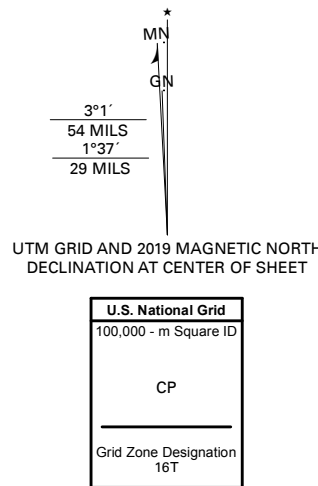 ★
MN
GN
3°1´
54 MILS
1°37´
29 MILS
UTM GRID AND 2019 MAGNETIC NORTH
DECLINATION AT CENTER OF SHEET
U.S. National Grid
100,000 - m Square ID
CP
Grid Zone Designation
16T